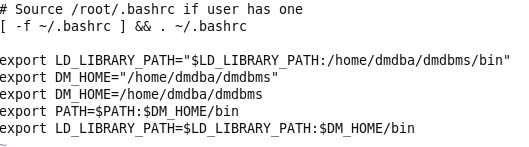 # Source /root/.bashrc if user has one
[ -f ~/.bashrc ] && . ~/.bashrc
export LD_LIBRARY_PATH="$LD_LIBRARY_PATH:/home/dmdba/dmdbms/bin"
export DM_HOME="/home/dmdba/dmdbms"
export DM_HOME=/home/dmdba/dmdbms
export PATH=$PATH:$DM_HOME/bin
export LD_LIBRARY_PATH=$LD_LIBRARY_PATH:$DM_HOME/bin
~